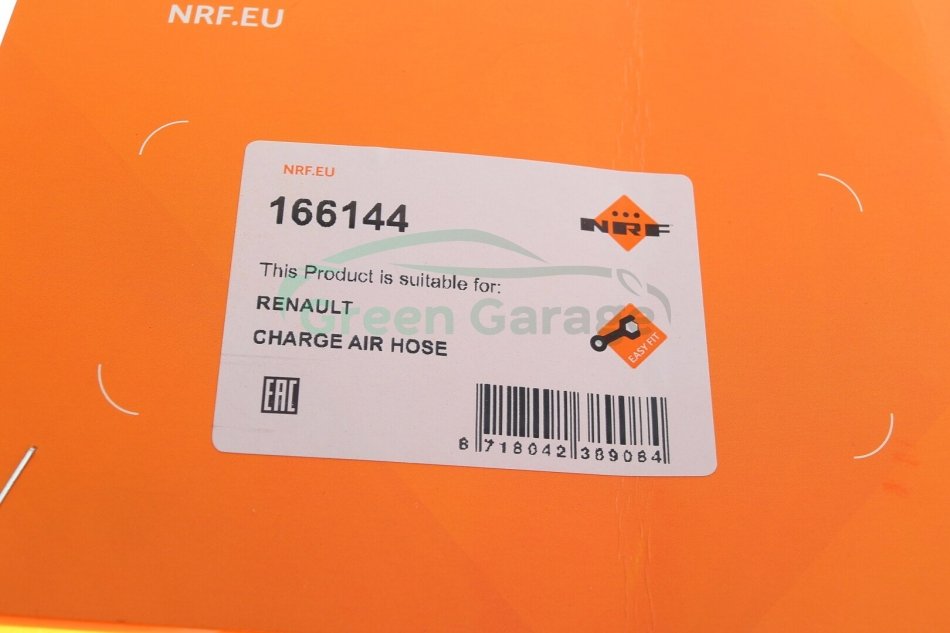 NRF.EU
NRF.EU
166144
NRF
This Product is suitable for:
RENAULT
Green Garage
CHARGE AIR HOSE
EASY FIT
EAC
8 718042 389084